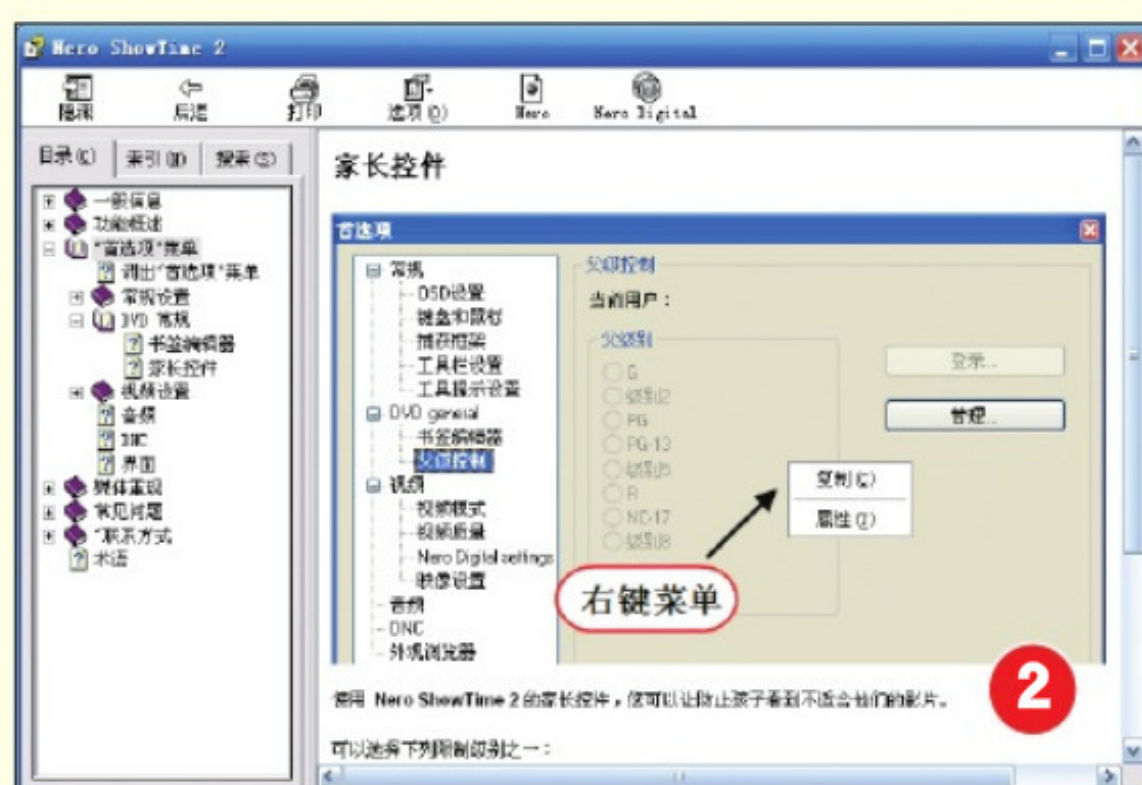 Nero ShowTime 2
隐藏 后退 打印 选项(O) Nero Nero Digital
目录(C) 索引(N) 搜索(S)
一般信息
功能概述
"首选项"菜单
调出"首选项"菜单
常规设置
DVD 常规
书签编辑器
家长控件
视频设置
音频
DNC
界面
媒体重现
常见问题
联系方式
术语
家长控件
首选项
常规
OSD设置
键盘和鼠标
捕获框架
工具栏设置
工具提示设置
DVD general
书签编辑器
父级控制
视频
视频模式
视频质量
Nero Digital settings
映像设置
音频
DNC
外观浏览器
父级控制
当前用户：
父级别
G
级别2
PG
PG-13
级别5
R
NC-17
级别8
登录...
管理...
复制(C)
属性(P)
右键菜单
2
使用 Nero ShowTime 2 的家长控件，您可以让防止孩子看到不适合他们的影片。
可以选择下列限制级别之一：